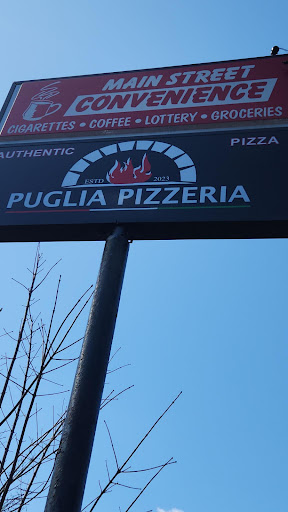 MAIN STREET
CONVENIENCE
CIGARETTES • COFFEE • LOTTERY • GROCERIES
AUTHENTIC PIZZA
ESTD 2023
PUGLIA PIZZERIA